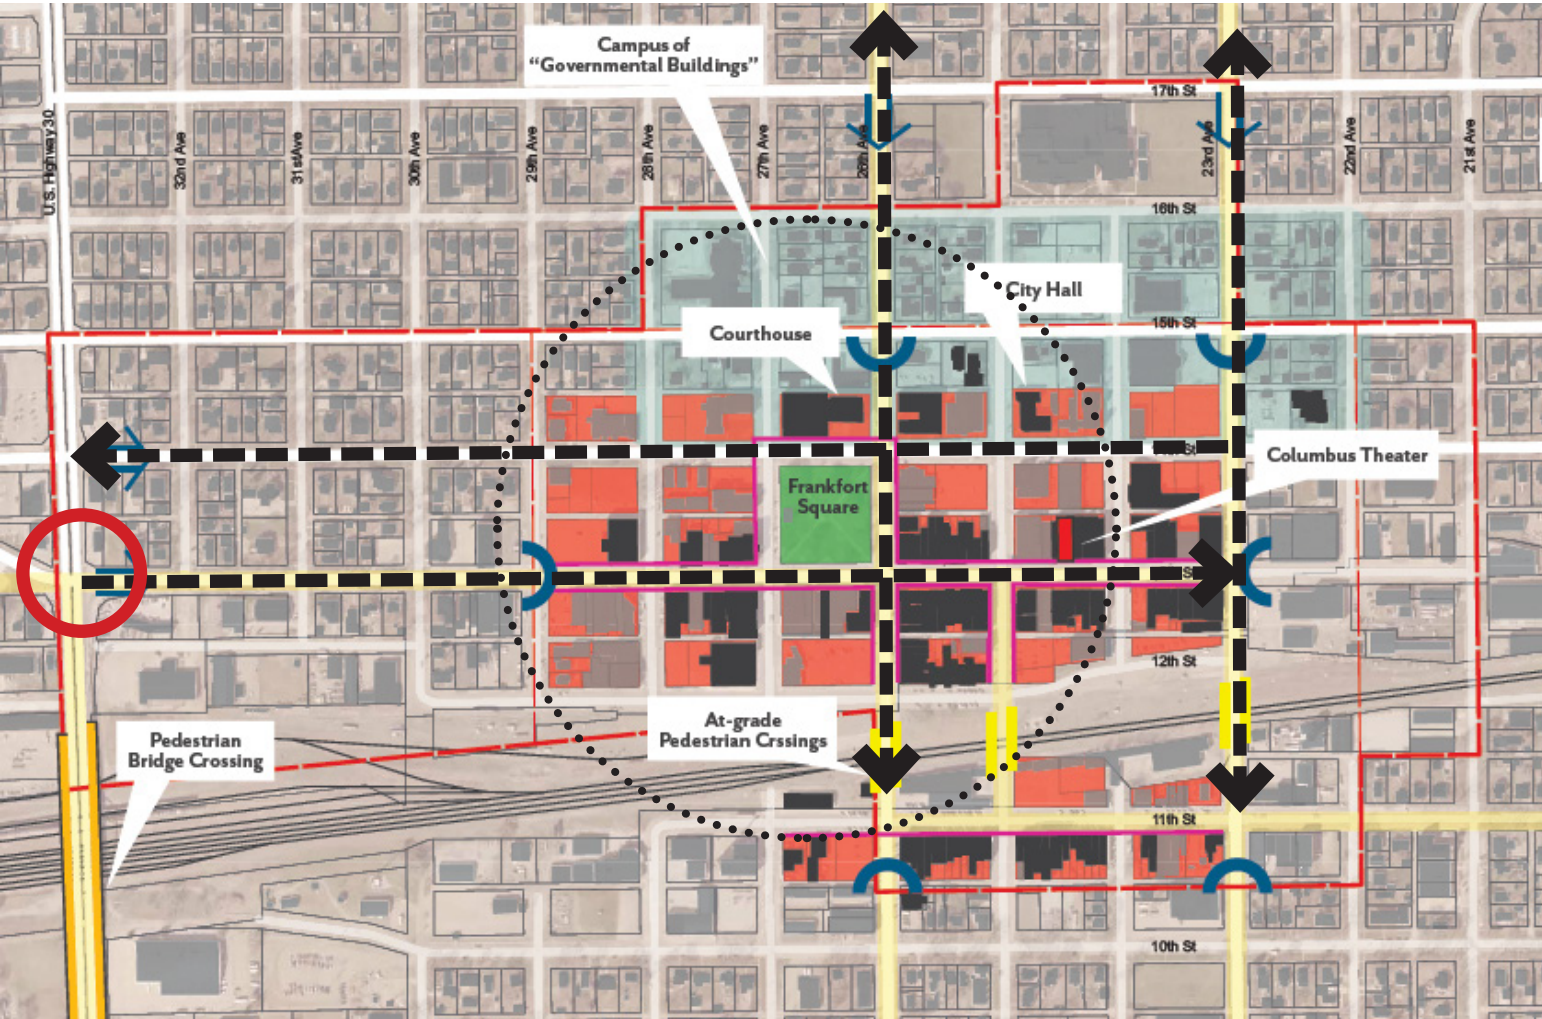 Campus of
“Governmental Buildings”
17th St
U.S. Highway 30
32nd Ave
31st Ave
30th Ave
29th Ave
28th Ave
27th Ave
26th Ave
23rd Ave
22nd Ave
21st Ave
16th St
City Hall
15th St
Courthouse
Columbus Theater
Frankfort
Square
St
12th St
At-grade
Pedestrian Crssings
Pedestrian
Bridge Crossing
11th St
10th St